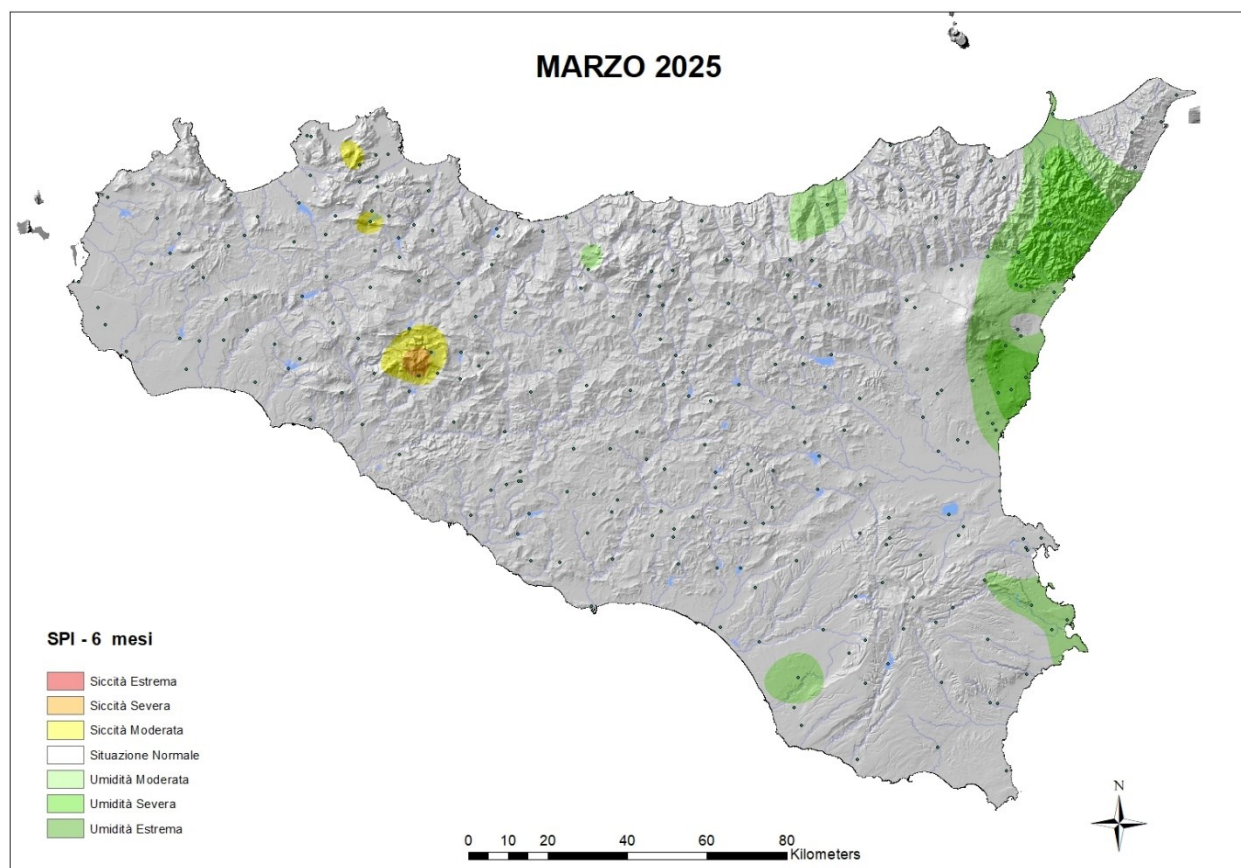 MARZO 2025
SPI - 6 mesi
Siccità Estrema
Siccità Severa
Siccità Moderata
Situazione Normale
Umidità Moderata
Umidità Severa
Umidità Estrema
N
0 10 20 40 60 80
Kilometers